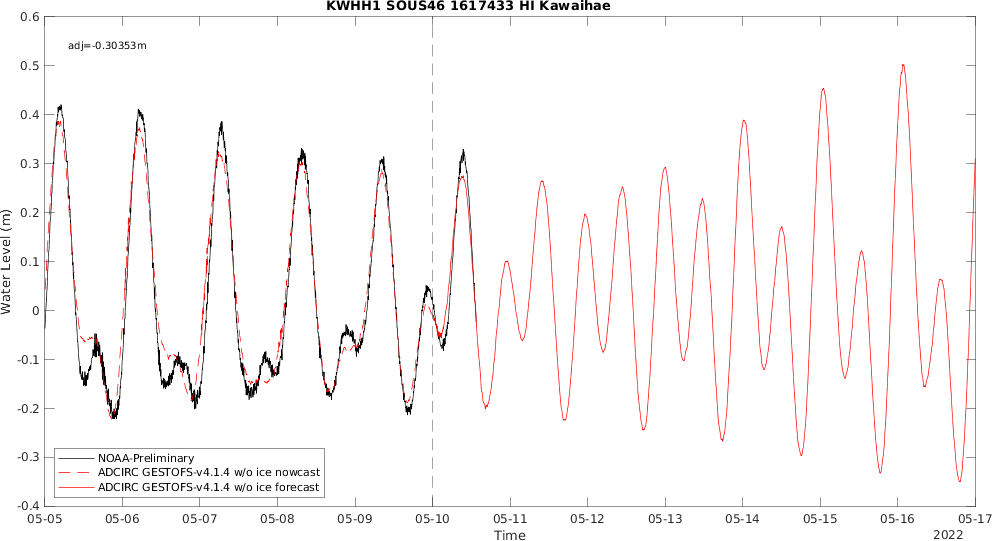 KWHH1 SOUS46 1617433 HI Kawaihae
adj=-0.30353m
0.6
0.5
0.4
0.3
0.2
0.1
0
-0.1
-0.2
-0.3
-0.4
Water Level (m)
NOAA-Preliminary
ADCIRC GESTOFS-v4.1.4 w/o ice nowcast
ADCIRC GESTOFS-v4.1.4 w/o ice forecast
05-05 05-06 05-07 05-08 05-09 05-10 05-11 05-12 05-13 05-14 05-15 05-16 05-17
Time
2022